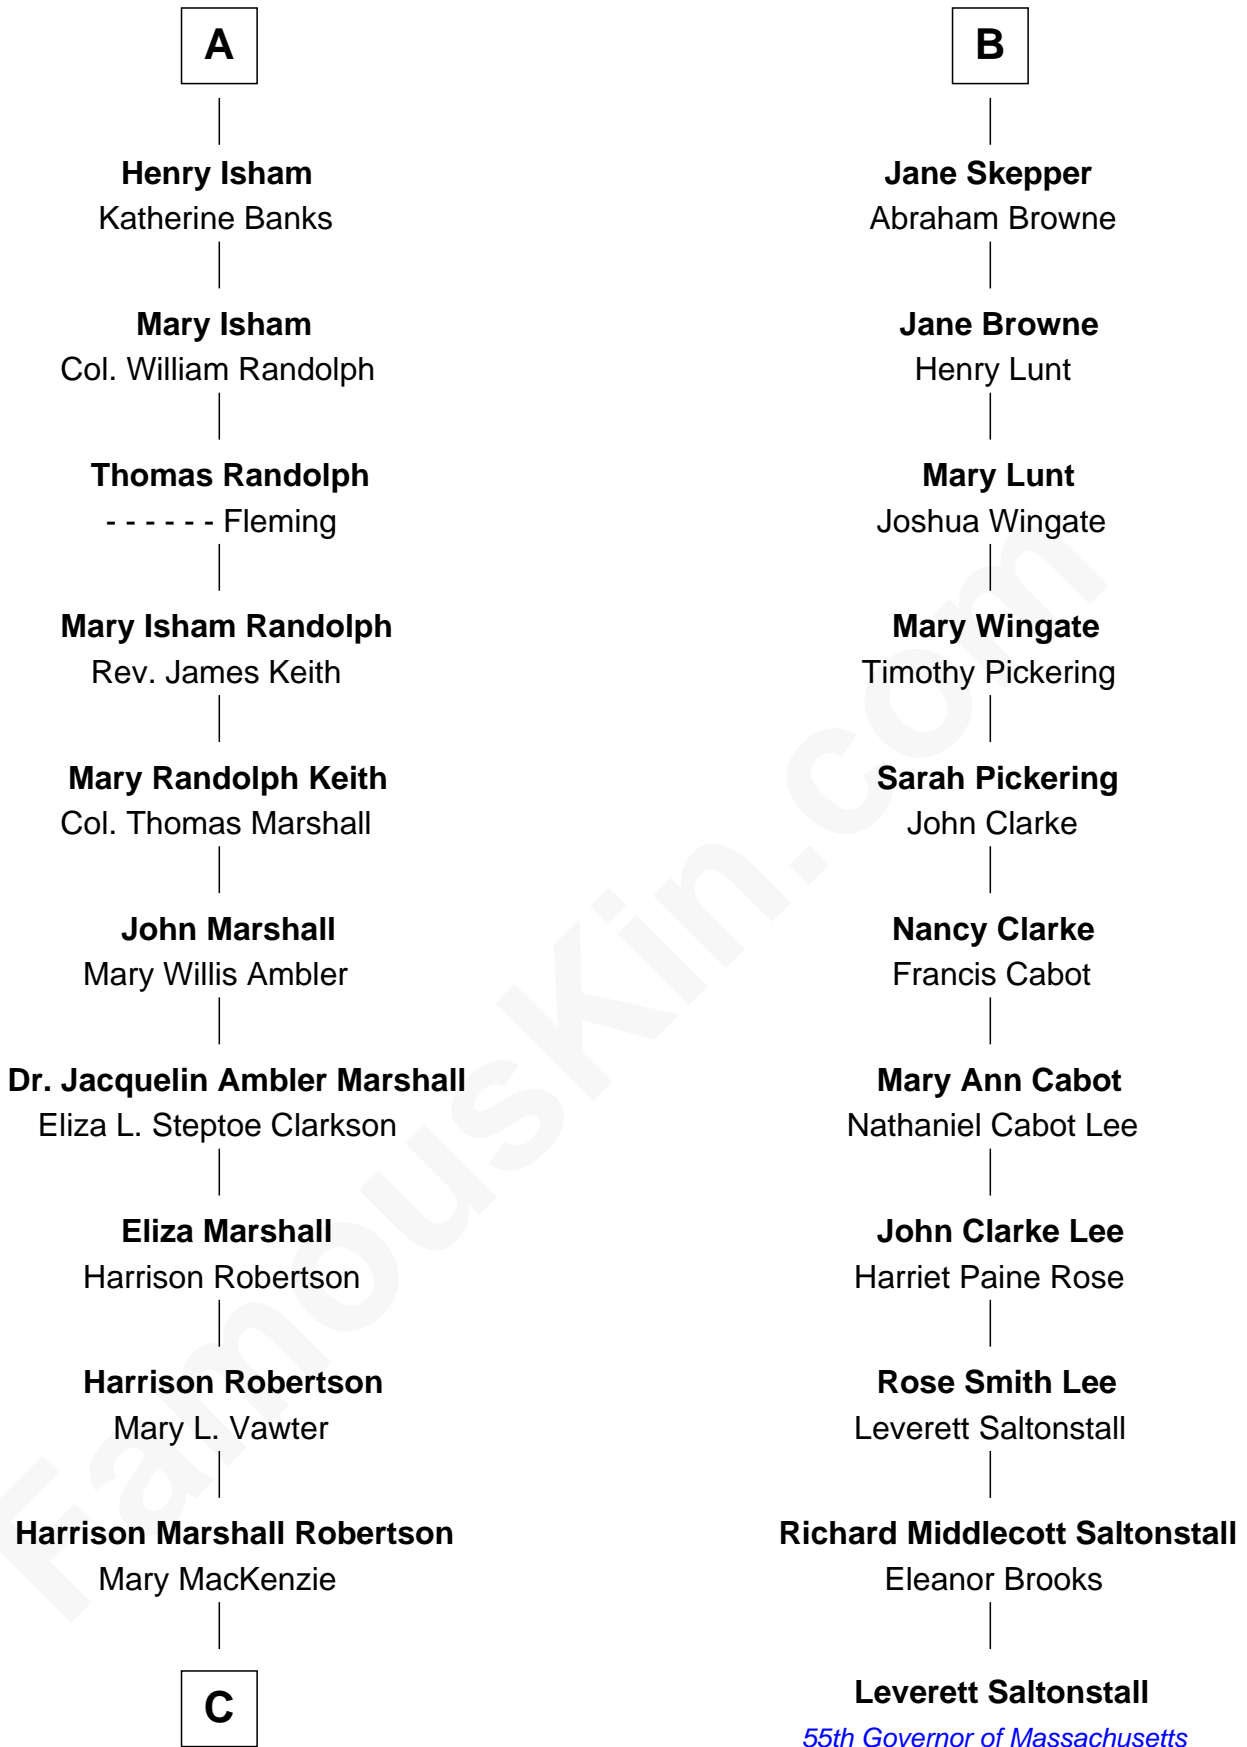 A
Henry Isham
Katherine Banks
Mary Isham
Col. William Randolph
Thomas Randolph
- - - - - - Fleming
Mary Isham Randolph
Rev. James Keith
Mary Randolph Keith
Col. Thomas Marshall
John Marshall
Mary Willis Ambler
Dr. Jacquelin Ambler Marshall
Eliza L. Steptoe Clarkson
Eliza Marshall
Harrison Robertson
Harrison Robertson
Mary L. Vawter
Harrison Marshall Robertson
Mary MacKenzie
C
B
Jane Skepper
Abraham Browne
Jane Browne
Henry Lunt
Mary Lunt
Joshua Wingate
Mary Wingate
Timothy Pickering
Sarah Pickering
John Clarke
Nancy Clarke
Francis Cabot
Mary Ann Cabot
Nathaniel Cabot Lee
John Clarke Lee
Harriet Paine Rose
Rose Smith Lee
Leverett Saltonstall
Richard Middlecott Saltonstall
Eleanor Brooks
Leverett Saltonstall
55th Governor of Massachusetts
FamousKin.com